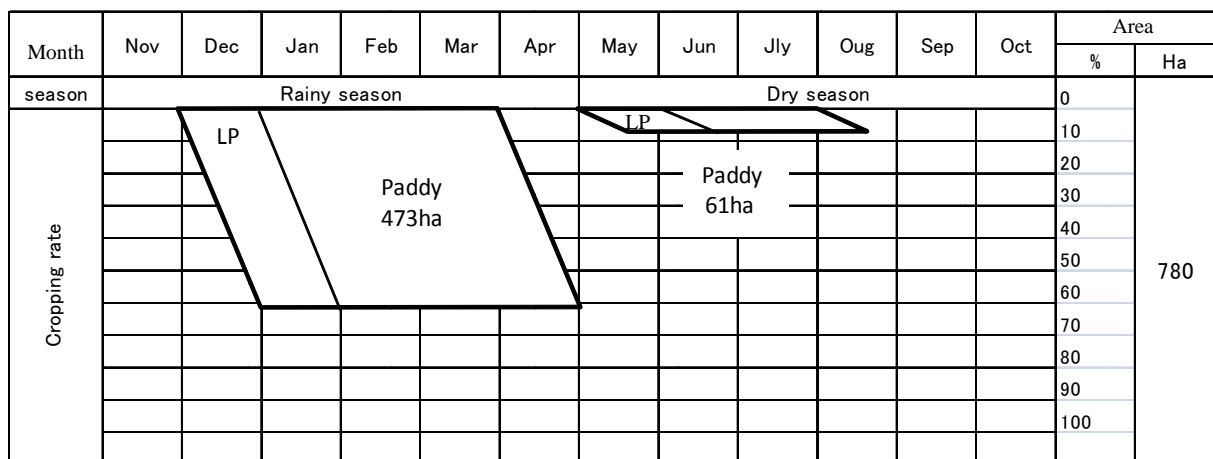 Month Nov Dec Jan Feb Mar Apr May Jun Jly Oug Sep Oct Area
% Ha
season Rainy season Dry season 0
LP LP
10
20
Paddy Paddy
30
473ha 61ha
40
50
Cropping rate
780
60
70
80
90
100